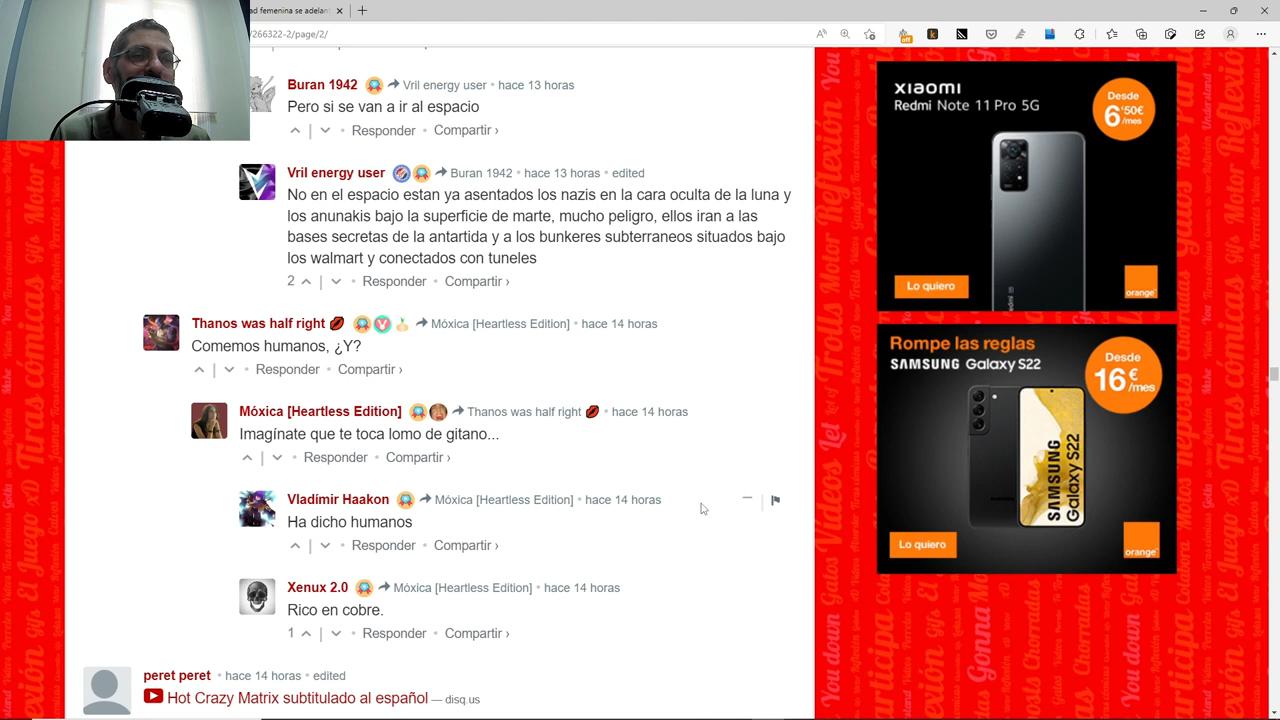 ad femenina se adelant
266322-2/page/2/
off
Buran 1942 Vril energy user • hace 13 horas
Pero si se van a ir al espacio
Responder • Compartir ›
Vril energy user Buran 1942 • hace 13 horas • edited
No en el espacio estan ya asentados los nazis en la cara oculta de la luna y
los anunakis bajo la superficie de marte, mucho peligro, ellos iran a las
bases secretas de la antartida y a los bunkeres subterraneos situados bajo
los walmart y conectados con tuneles
2 • Responder • Compartir ›
Thanos was half right Móxica [Heartless Edition] • hace 14 horas
Comemos humanos, ¿Y?
Responder • Compartir ›
Móxica [Heartless Edition] Thanos was half right • hace 14 horas
Imagínate que te toca lomo de gitano...
Responder • Compartir ›
Vladímir Haakon Móxica [Heartless Edition] • hace 14 horas
Ha dicho humanos
Responder • Compartir ›
Xenux 2.0 Móxica [Heartless Edition] • hace 14 horas
Rico en cobre.
1 • Responder • Compartir ›
peret peret • hace 14 horas • edited
Hot Crazy Matrix subtitulado al español — disq.us
xiaomi
Redmi Note 11 Pro 5G
Desde
6'50€
/mes
Lo quiero
orange
Rompe las reglas
SAMSUNG Galaxy S22
Desde
16€
/mes
SAMSUNG
Galaxy S22
Lo quiero
orange